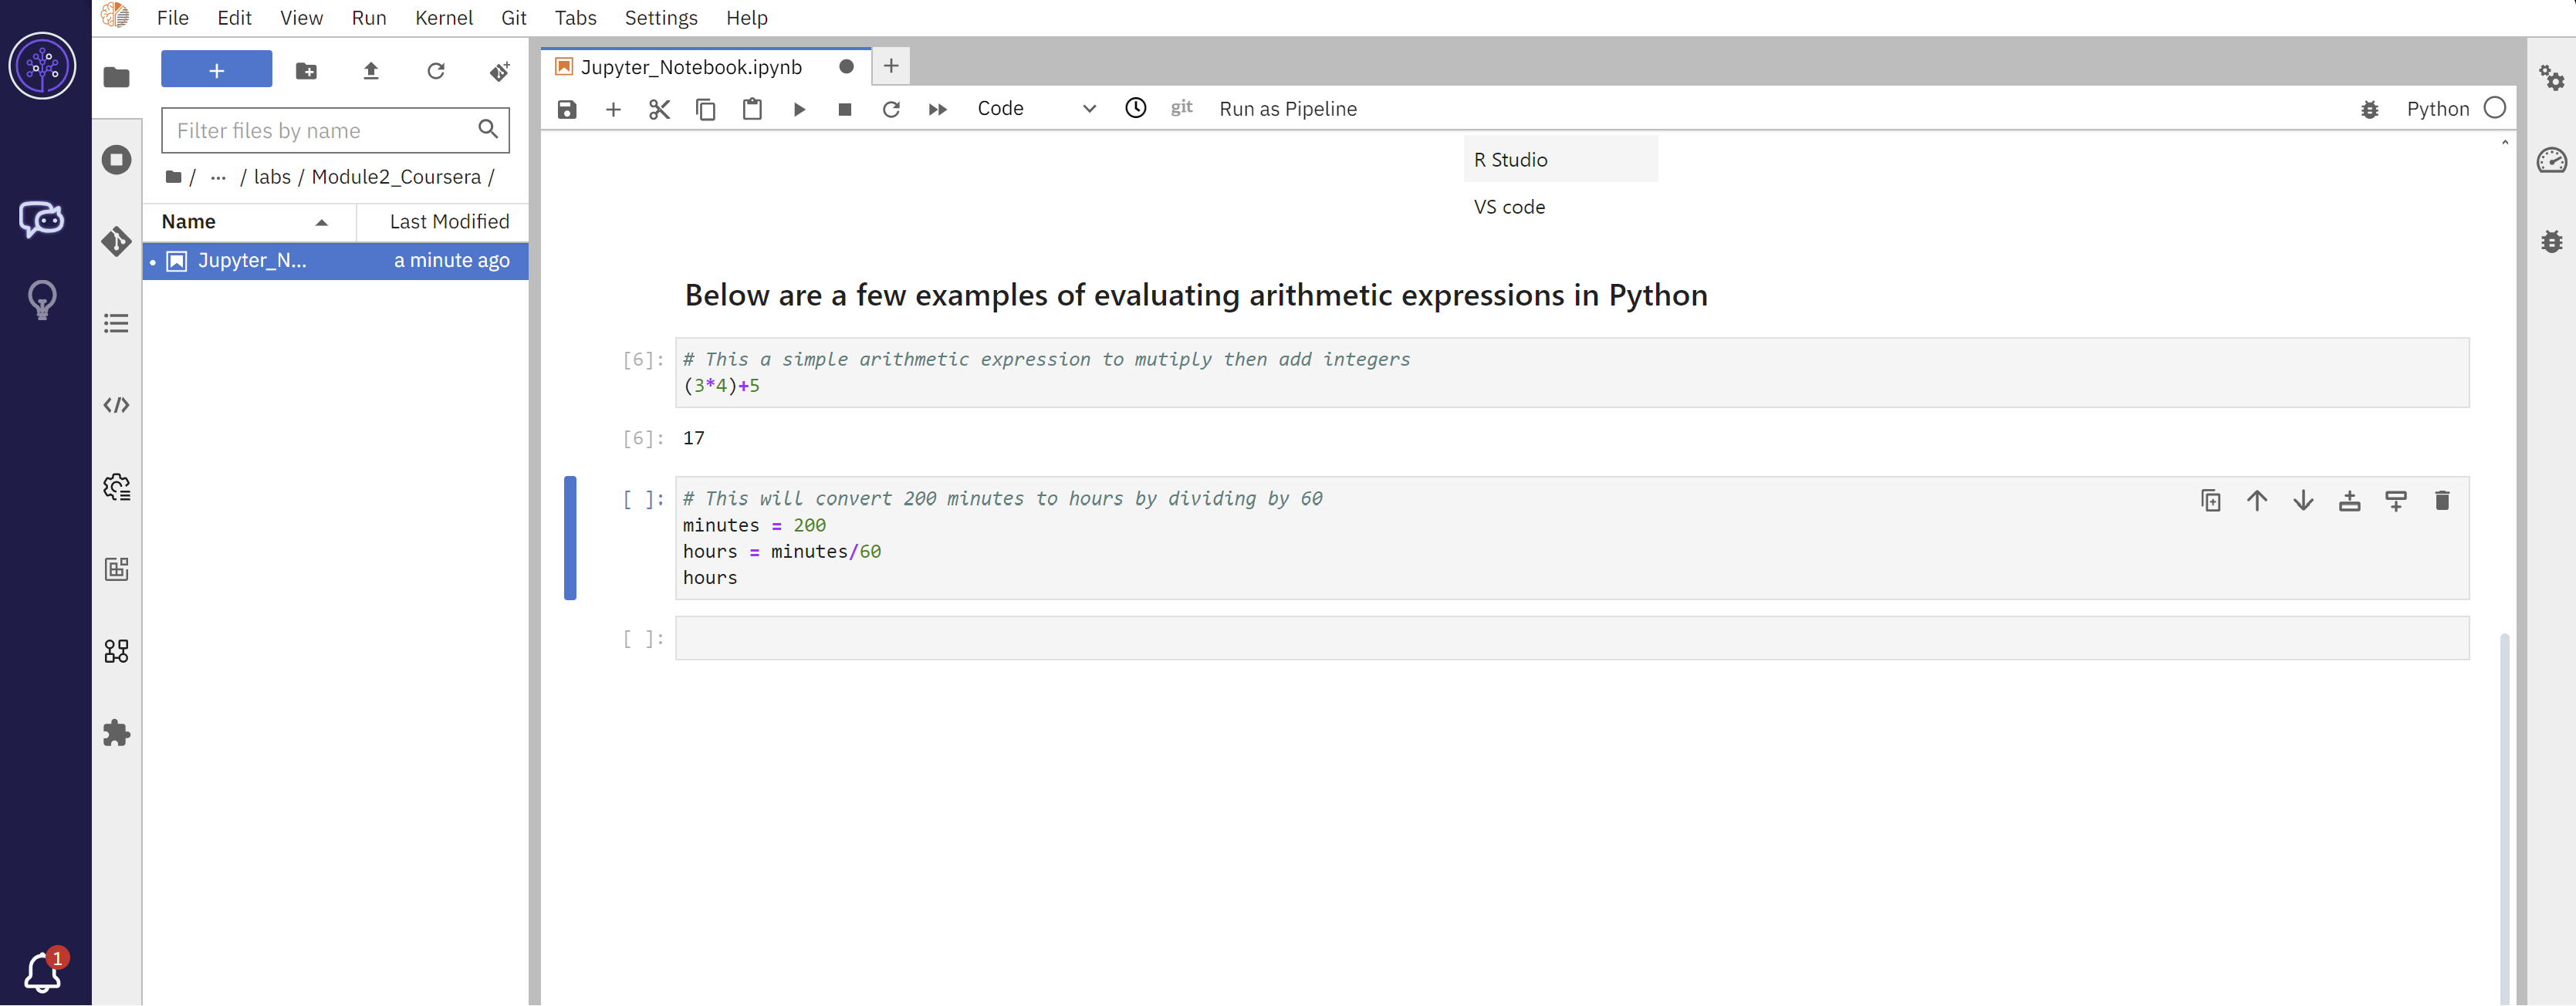 File Edit View Run Kernel Git Tabs Settings Help
+
Filter files by name
/ ... / labs / Module2_Coursera /
Name Last Modified
Jupyter_N... a minute ago
1
Jupyter_Notebook.ipynb +
Code git Run as Pipeline Python
R Studio
VS code
Below are a few examples of evaluating arithmetic expressions in Python
[6]: # This a simple arithmetic expression to mutiply then add integers
(3*4)+5
[6]: 17
[ ]: # This will convert 200 minutes to hours by dividing by 60
minutes = 200
hours = minutes/60
hours
[ ]: